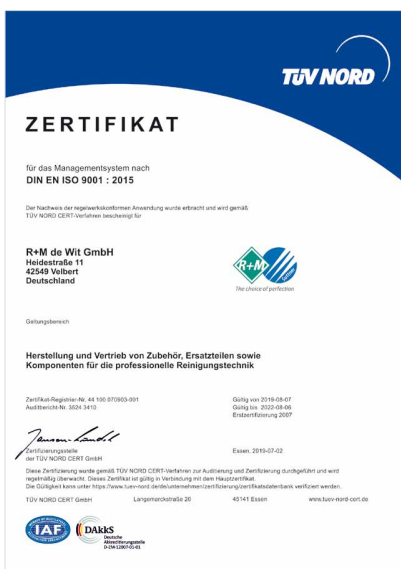 TÜV NORD
ZERTIFIKAT
für das Managementsystem nach
DIN EN ISO 9001 : 2015
Der Nachweis der regelwerkskonformen Anwendung wurde erbracht und wird gemäß
TÜV NORD CERT-Verfahren bescheinigt für
R+M de Wit GmbH
Heidestraße 11
42549 Velbert
Deutschland
R+M
The choice of perfection
Geltungsbereich
Herstellung und Vertrieb von Zubehör, Ersatzteilen sowie
Komponenten für die professionelle Reinigungstechnik
Zertifikat-Registrier-Nr. 44 100 070903-001
Auditbericht-Nr. 3524 3410
Gültig von 2019-08-07
Gültig bis 2022-08-06
Erstzertifizierung 2007
Zertifizierungsstelle
der TÜV NORD CERT GmbH
Essen, 2019-07-02
Diese Zertifizierung wurde gemäß TÜV NORD CERT-Verfahren zur Auditierung und Zertifizierung durchgeführt und wird
regelmäßig überwacht. Dieses Zertifikat ist gültig in Verbindung mit dem Hauptzertifikat.
Die Gültigkeit kann unter https://www.tuev-nord.de/de/unternehmen/zertifizierung/zertifikatsdatenbank verifiziert werden.
TÜV NORD CERT GmbH Langemarckstraße 20 45141 Essen www.tuev-nord-cert.de
IAF
DAkkS
Deutsche
Akkreditierungsstelle
D-ZM-12007-01-01